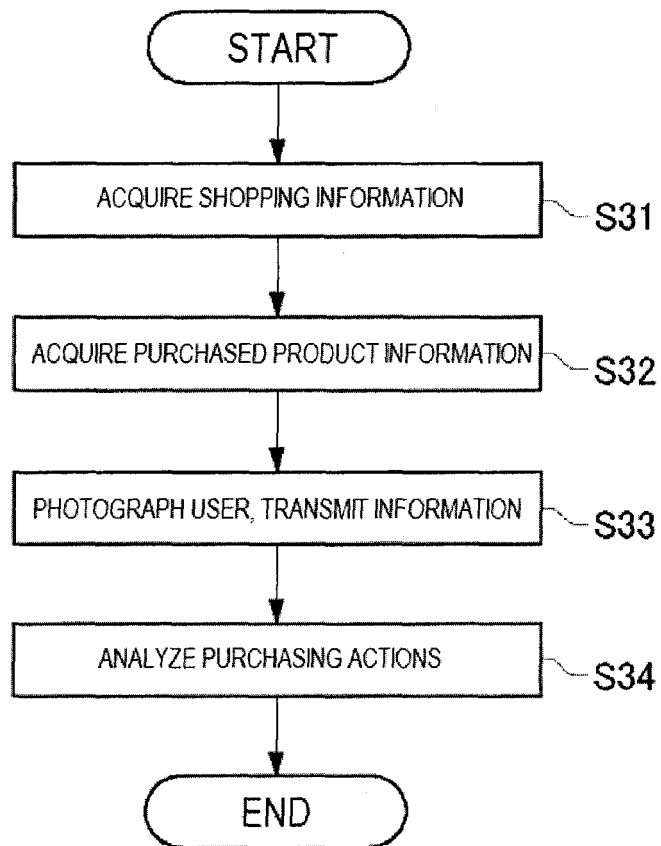 START
ACQUIRE SHOPPING INFORMATION
S31
ACQUIRE PURCHASED PRODUCT INFORMATION
S32
PHOTOGRAPH USER, TRANSMIT INFORMATION
S33
ANALYZE PURCHASING ACTIONS
S34
END